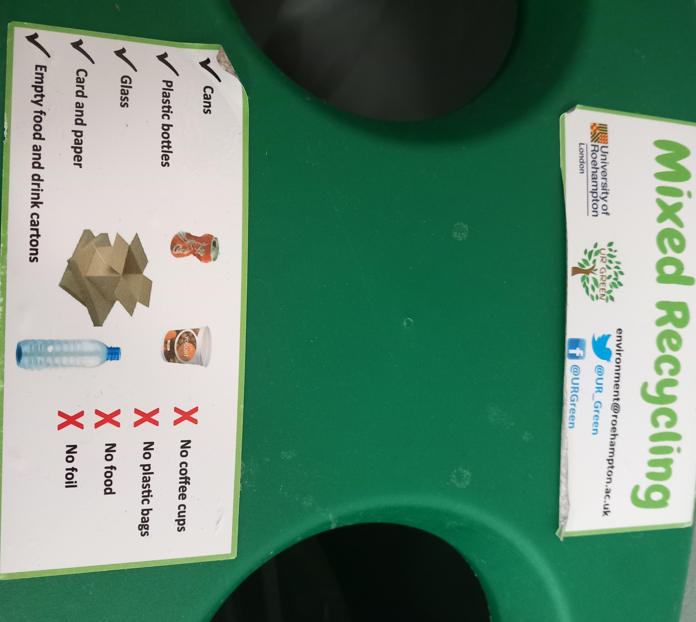 Mixed Recycling
University of
Roehampton
London
UR GREEN
environment@roehampton.ac.uk
@UR_Green
@URGreen
✓ Cans
✓ Plastic bottles
✓ Glass
✓ Card and paper
✓ Empty food and drink cartons
X No coffee cups
X No plastic bags
X No food
X No foil